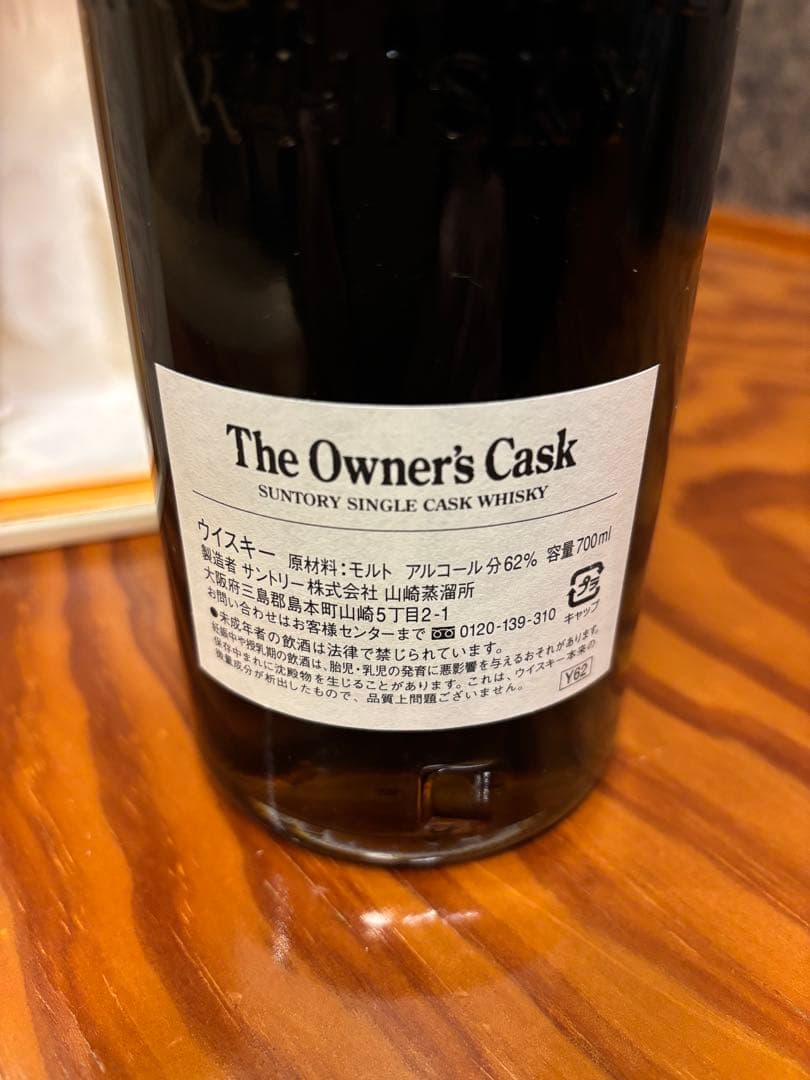 WHISKY
The Owner's Cask
SUNTORY SINGLE CASK WHISKY
ウイスキー 原材料:モルト アルコール分62% 容量700ml
製造者 サントリー株式会社 山崎蒸溜所
大阪府三島郡島本町山崎5丁目2-1
お問い合わせはお客様センターまで 0120-139-310
プラ
キャップ
●未成年者の飲酒は法律で禁じられています。
妊娠中や授乳期の飲酒は、胎児・乳児の発育に悪影響を与えるおそれがあります。
保存中まれに沈殿物を生じることがあります。これは、ウイスキー本来の
微量成分が析出したもので、品質上問題ございません。
Y62